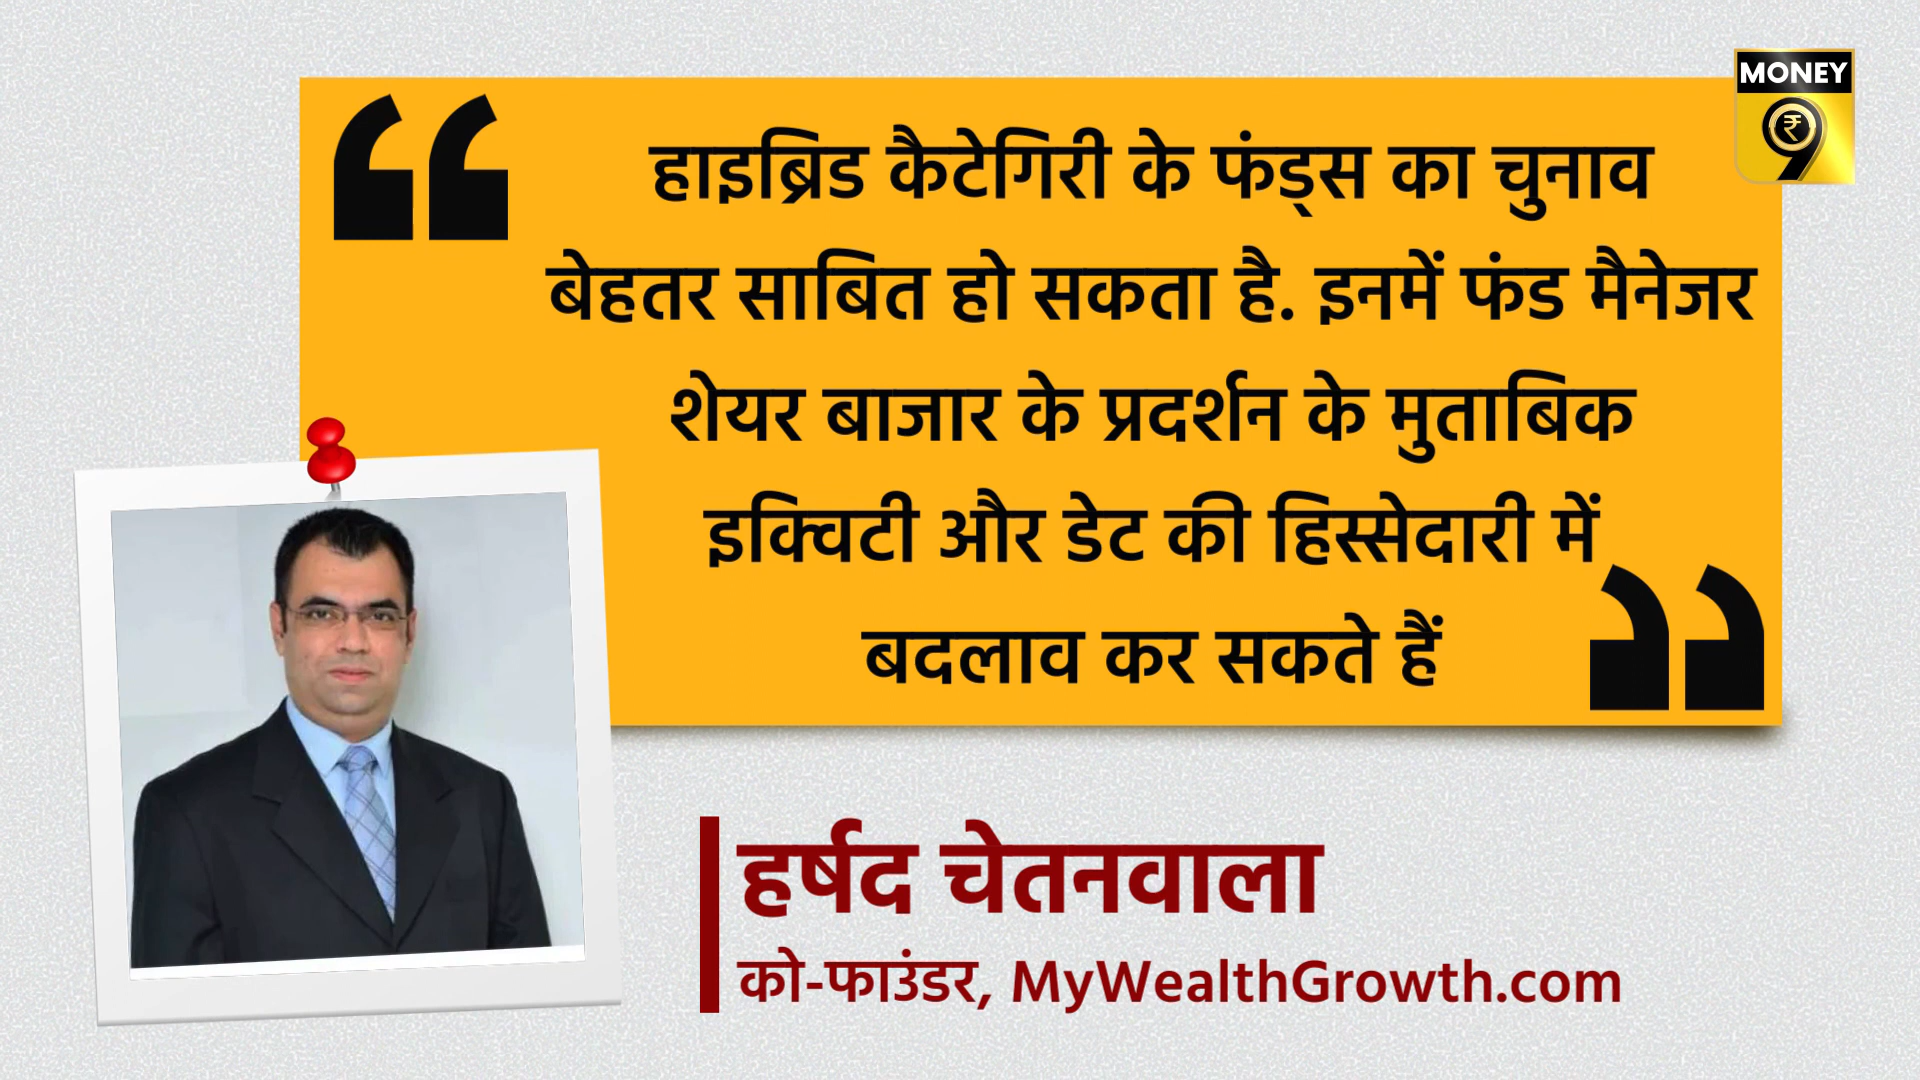 MONEY
9
हाइब्रिड कैटेगिरी के फंड्स का चुनाव
बेहतर साबित हो सकता है. इनमें फंड मैनेजर
शेयर बाजार के प्रदर्शन के मुताबिक
इक्विटी और डेट की हिस्सेदारी में
बदलाव कर सकते हैं
हर्षद चेतनवाला
को-फाउंडर, MyWealthGrowth.com